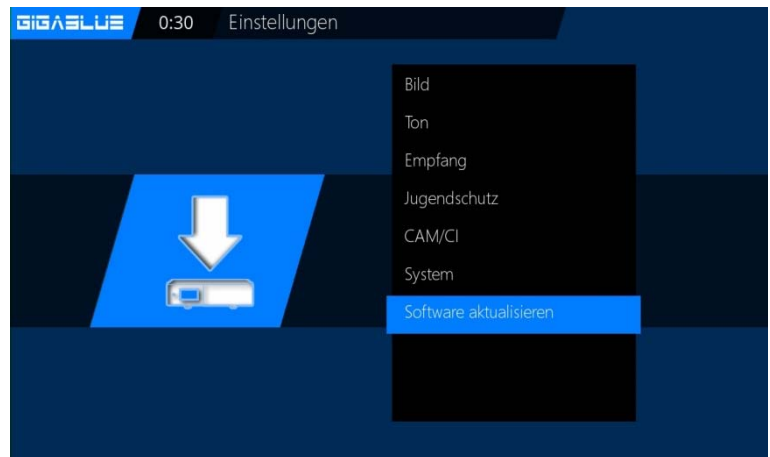 GIGABLUE 0:30 Einstellungen
Bild
Ton
Empfang
Jugendschutz
CAM/CI
System
Software aktualisieren